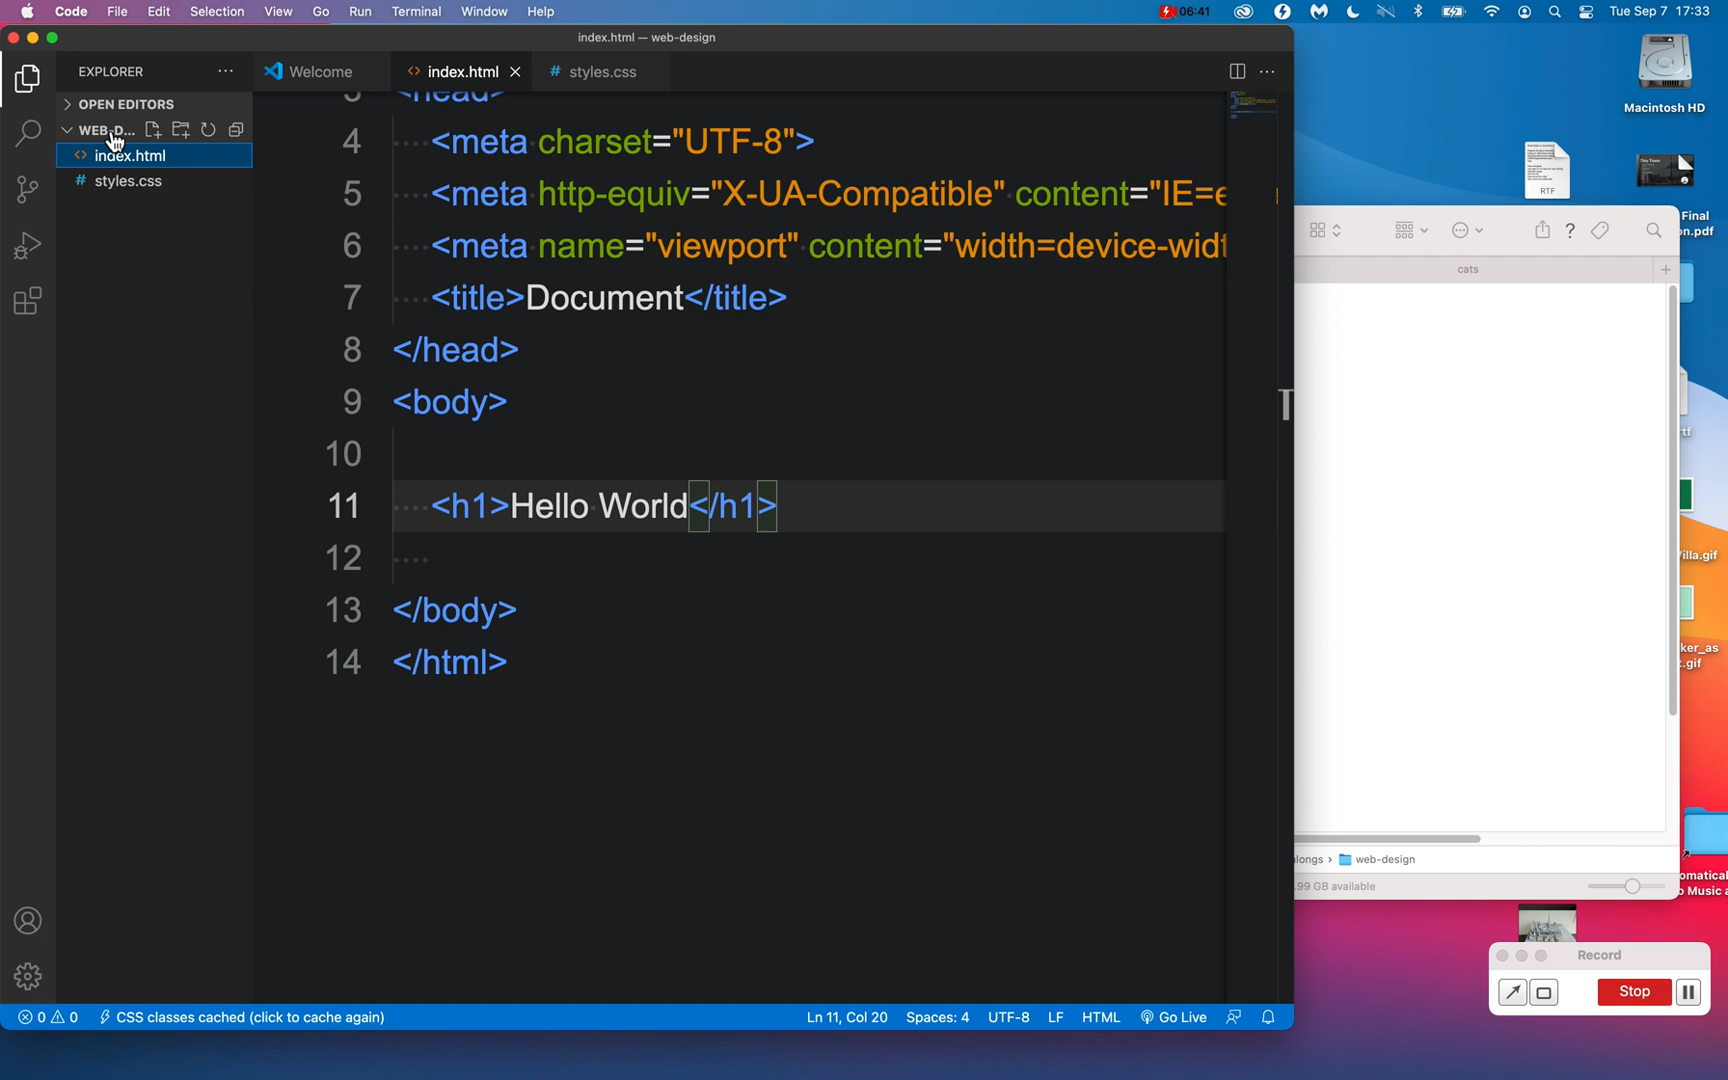 Code File Edit Selection View Go Run Terminal Window Help 06:41 Tue Sep 7 17:33
index.html — web-design
EXPLORER
Welcome
<> index.html
# styles.css
OPEN EDITORS
WEB-D...
<> index.html
# styles.css
3 <head>
4 ····<meta·charset="UTF-8">
5 ····<meta·http-equiv="X-UA-Compatible"·content="IE=e
6 ····<meta·name="viewport"·content="width=device-widt
7 ····<title>Document</title>
8 </head>
9 <body>
10
11 ····<h1>Hello·World</h1>
12 ····
13 </body>
14 </html>
0 0 CSS classes cached (click to cache again) Ln 11, Col 20 Spaces: 4 UTF-8 LF HTML Go Live
Macintosh HD
RTF
Final
on.pdf
cats
rtf
illa.gif
ker_as
t.gif
omatical
o Music a
alongs › web-design
.99 GB available
Record
Stop